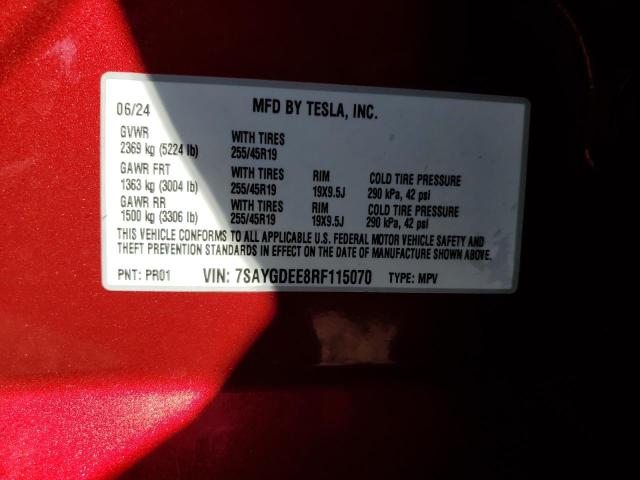 06/24 MFD BY TESLA, INC.
GVWR WITH TIRES
2369 kg (5224 lb) 255/45R19
GAWR FRT WITH TIRES RIM COLD TIRE PRESSURE
1363 kg (3004 lb) 255/45R19 19X9.5J 290 kPa, 42 psi
GAWR RR WITH TIRES RIM COLD TIRE PRESSURE
1500 kg (3306 lb) 255/45R19 19X9.5J 290 kPa, 42 psi
THIS VEHICLE CONFORMS TO ALL APPLICABLE U.S. FEDERAL MOTOR VEHICLE SAFETY AND
THEFT PREVENTION STANDARDS IN EFFECT ON THE DATE OF MANUFACTURE SHOWN ABOVE.
PNT: PR01 VIN: 7SAYGDEE8RF115070 TYPE: MPV